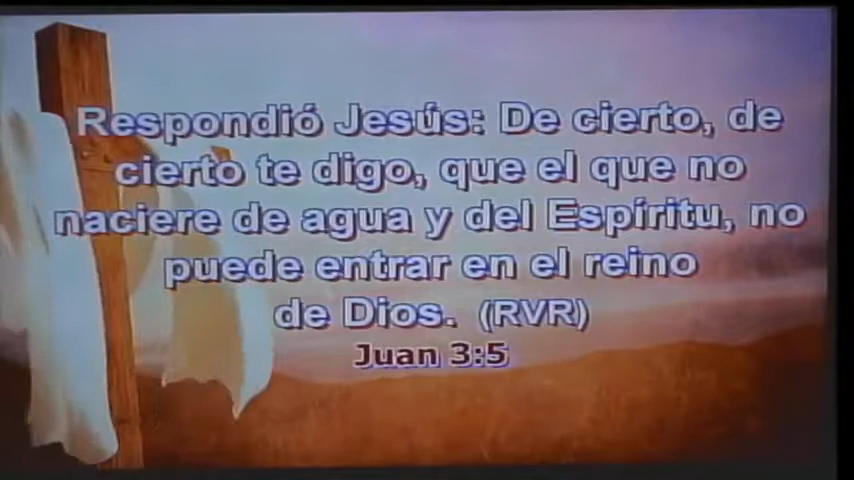 Respondió Jesús: De cierto, de
cierto te digo, que el que no
naciere de agua y del Espíritu, no
puede entrar en el reino
de Dios. (RVR)
Juan 3:5